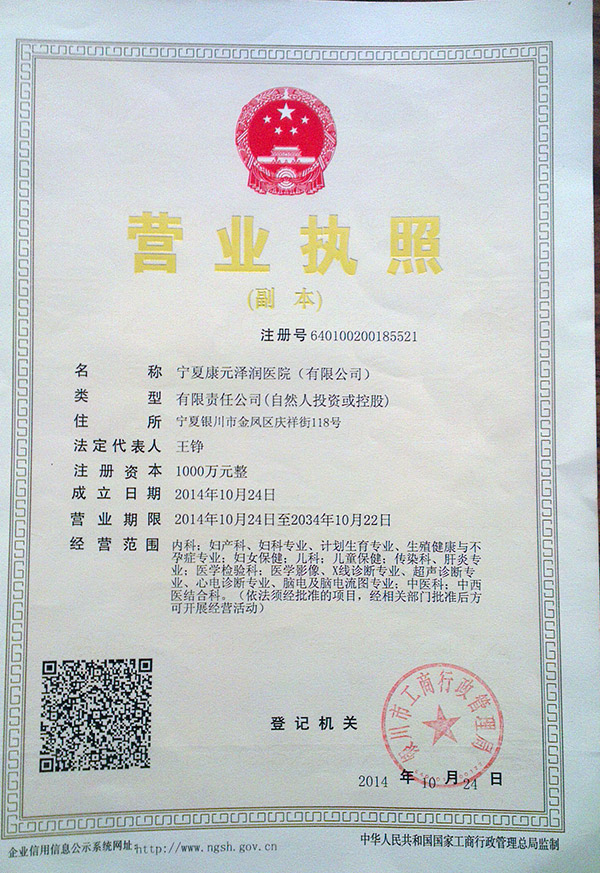 营业执照
(副 本)
注册号 640100200185521
名 称 宁夏康元泽润医院（有限公司）
类 型 有限责任公司(自然人投资或控股)
住 所 宁夏银川市金凤区庆祥街118号
法定代表人 王铮
注册资本 1000万元整
成立日期 2014年10月24日
营业期限 2014年10月24日至2034年10月22日
经营范围 内科；妇产科、妇科专业、计划生育专业、生殖健康与不
孕症专业；妇女保健；儿科；儿童保健；传染科、肝炎专
业；医学检验科；医学影像、X线诊断专业、超声诊断专
业、心电诊断专业、脑电及脑电流图专业；中医科；中西
医结合科。（依法须经批准的项目，经相关部门批准后方
可开展经营活动）
登记机关
银川市工商行政管理局
2014 年 10 月 24 日
企业信用信息公示系统网址：http://www.ngsh.gov.cn
中华人民共和国国家工商行政管理总局监制